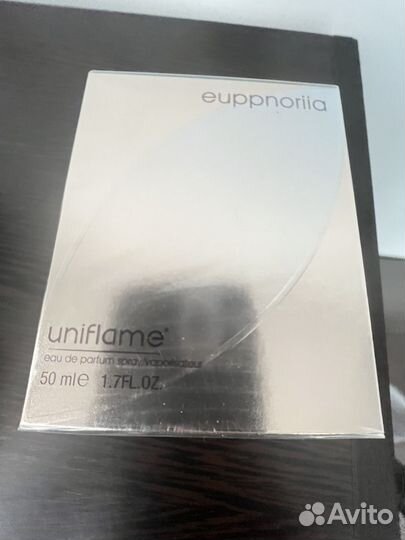 euppnoriia
uniflame®
eau de parfum spray/vaporisateur
50 ml e 1.7FL.OZ.
Avito